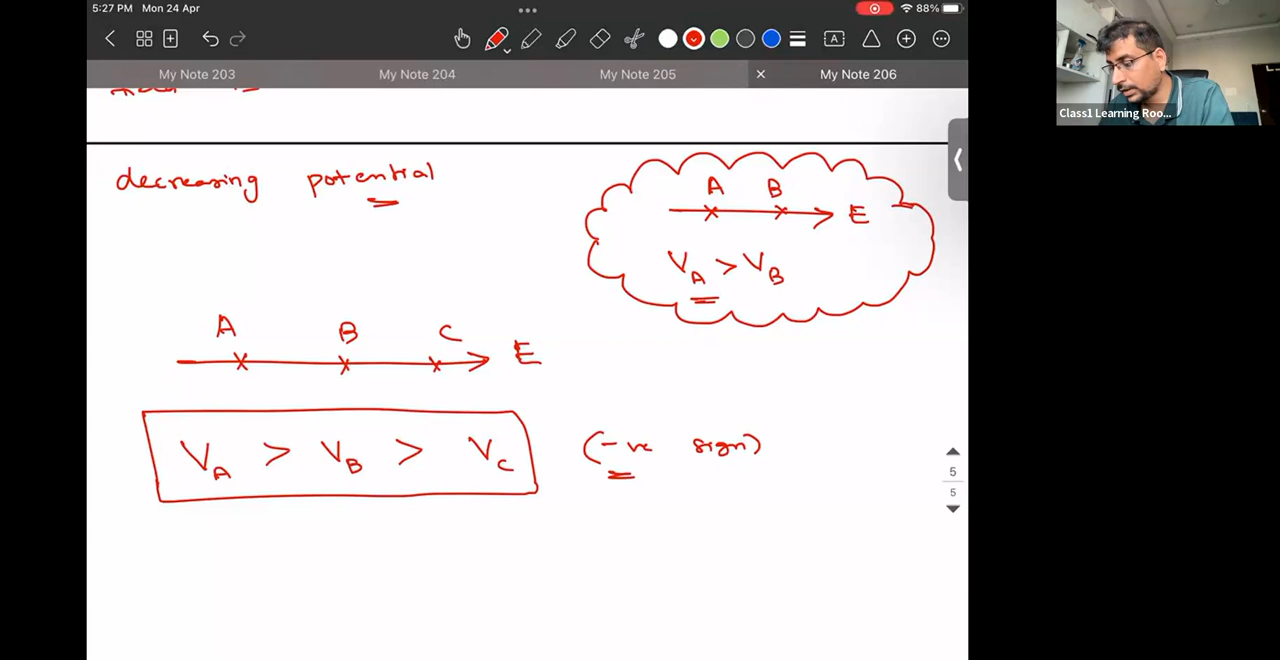 5:27 PM Mon 24 Apr
88%
A
My Note 203
My Note 204
My Note 205
My Note 206
Class1 Learning Roo...
decreasing potential
A B
E
VA > VB
A B C
E
VA > VB > VC (-ve sign)
5
5